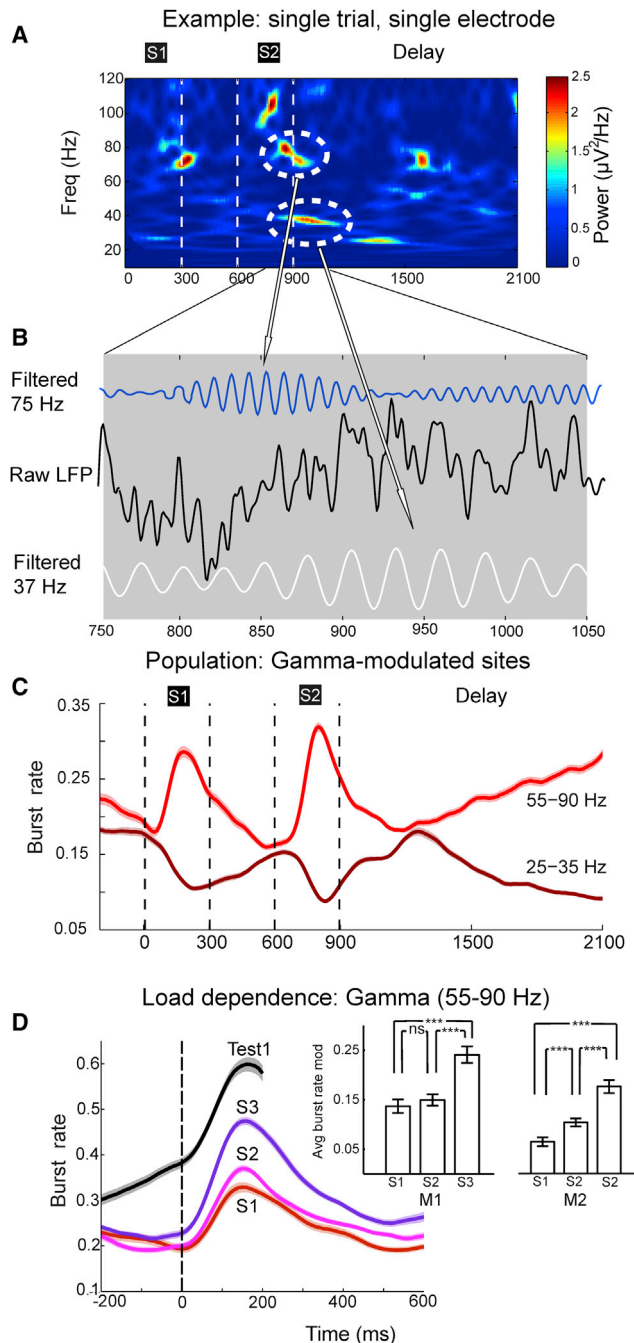 Example: single trial, single electrode
A
S1 S2 Delay
120
100
80
60
40
20
Freq (Hz)
0 300 600 900 1500 2100
2.5
2
1.5
1
0.5
0
Power (µV²/Hz)
B
800 850 900 950 1000 1050
Filtered
75 Hz
Raw LFP
Filtered
37 Hz
750 800 850 900 950 1000 1050
Population: Gamma-modulated sites
C
S1 S2 Delay
0.35
0.25
0.15
0.05
Burst rate
55–90 Hz
25–35 Hz
0 300 600 900 1500 2100
Load dependence: Gamma (55-90 Hz)
D
0.6
0.5
0.4
0.3
0.2
0.1
Burst rate
Test1
S3
S2
S1
-200 0 200 400 600
Time (ms)
Avg burst rate mod
0.25
0.15
0.05
***
ns ***
S1 S2 S3
M1
***
*** ***
S1 S2 S2
M2